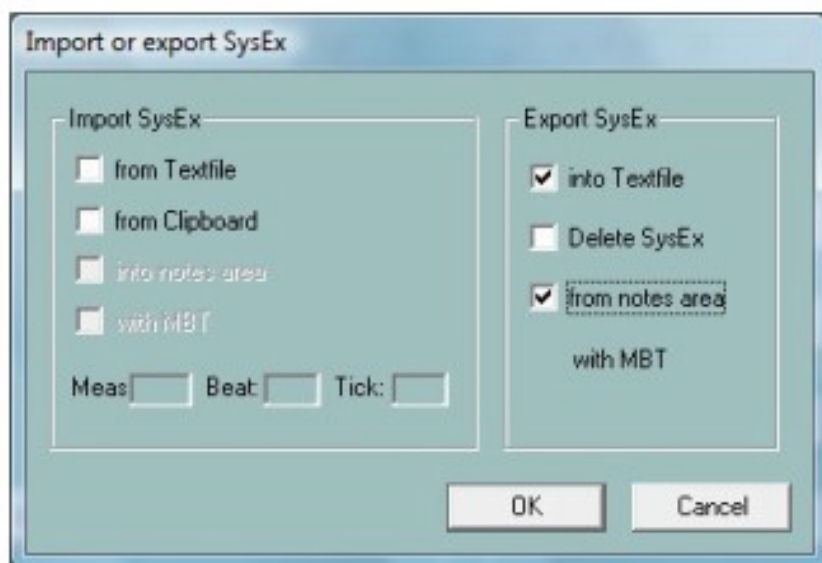 Import or export SysEx
Import SysEx
from Textfile
from Clipboard
into notes area
with MBT
Meas Beat: Tick:
Export SysEx
into Textfile
Delete SysEx
from notes area
with MBT
OK Cancel